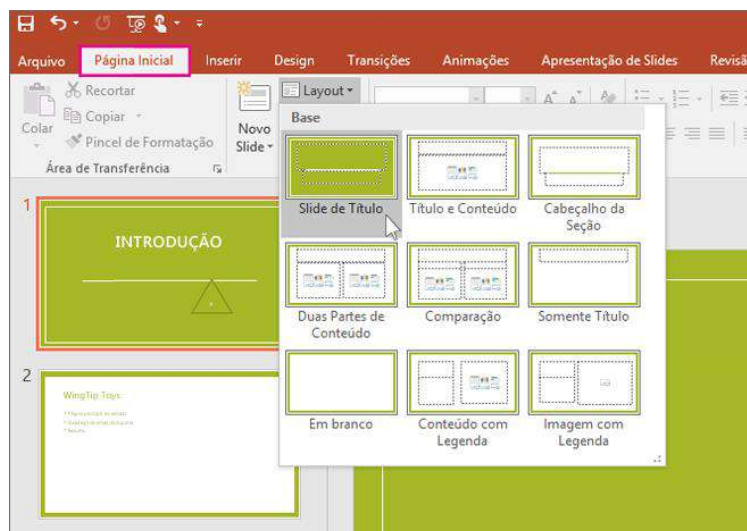 Arquivo Página Inicial Inserir Design Transições Animações Apresentação de Slides Revisã
Colar
Recortar
Copiar
Pincel de Formatação
Área de Transferência
Novo
Slide
Layout
Base
Slide de Título
Título e Conteúdo
Cabeçalho da
Seção
Duas Partes de
Conteúdo
Comparação
Somente Título
Em branco
Conteúdo com
Legenda
Imagem com
Legenda
1
INTRODUÇÃO
2
WingTip Toys